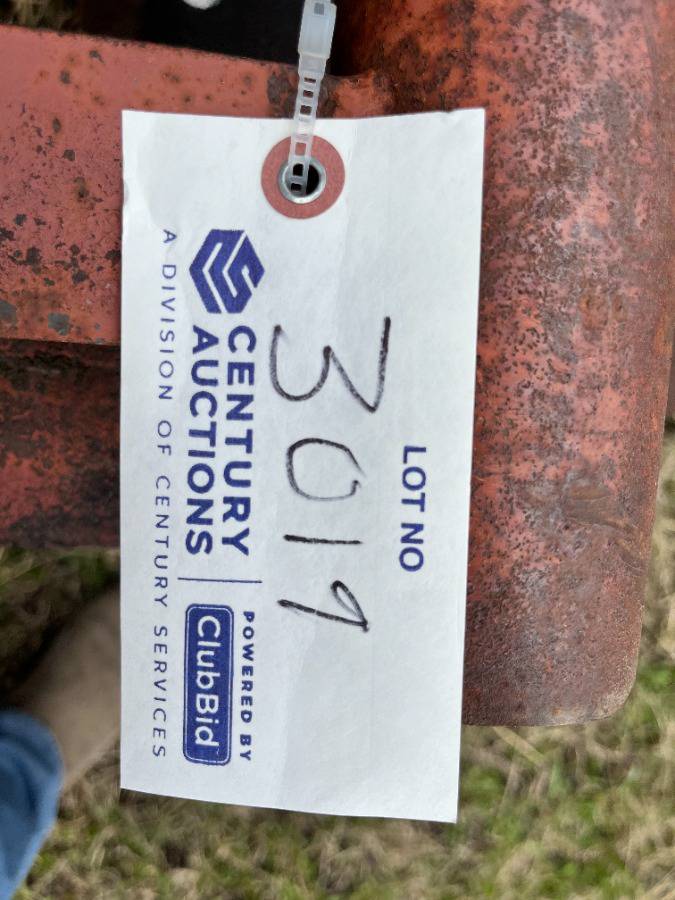 LOT NO
3019
CENTURY
AUCTIONS
POWERED BY
ClubBid
A DIVISION OF CENTURY SERVICES